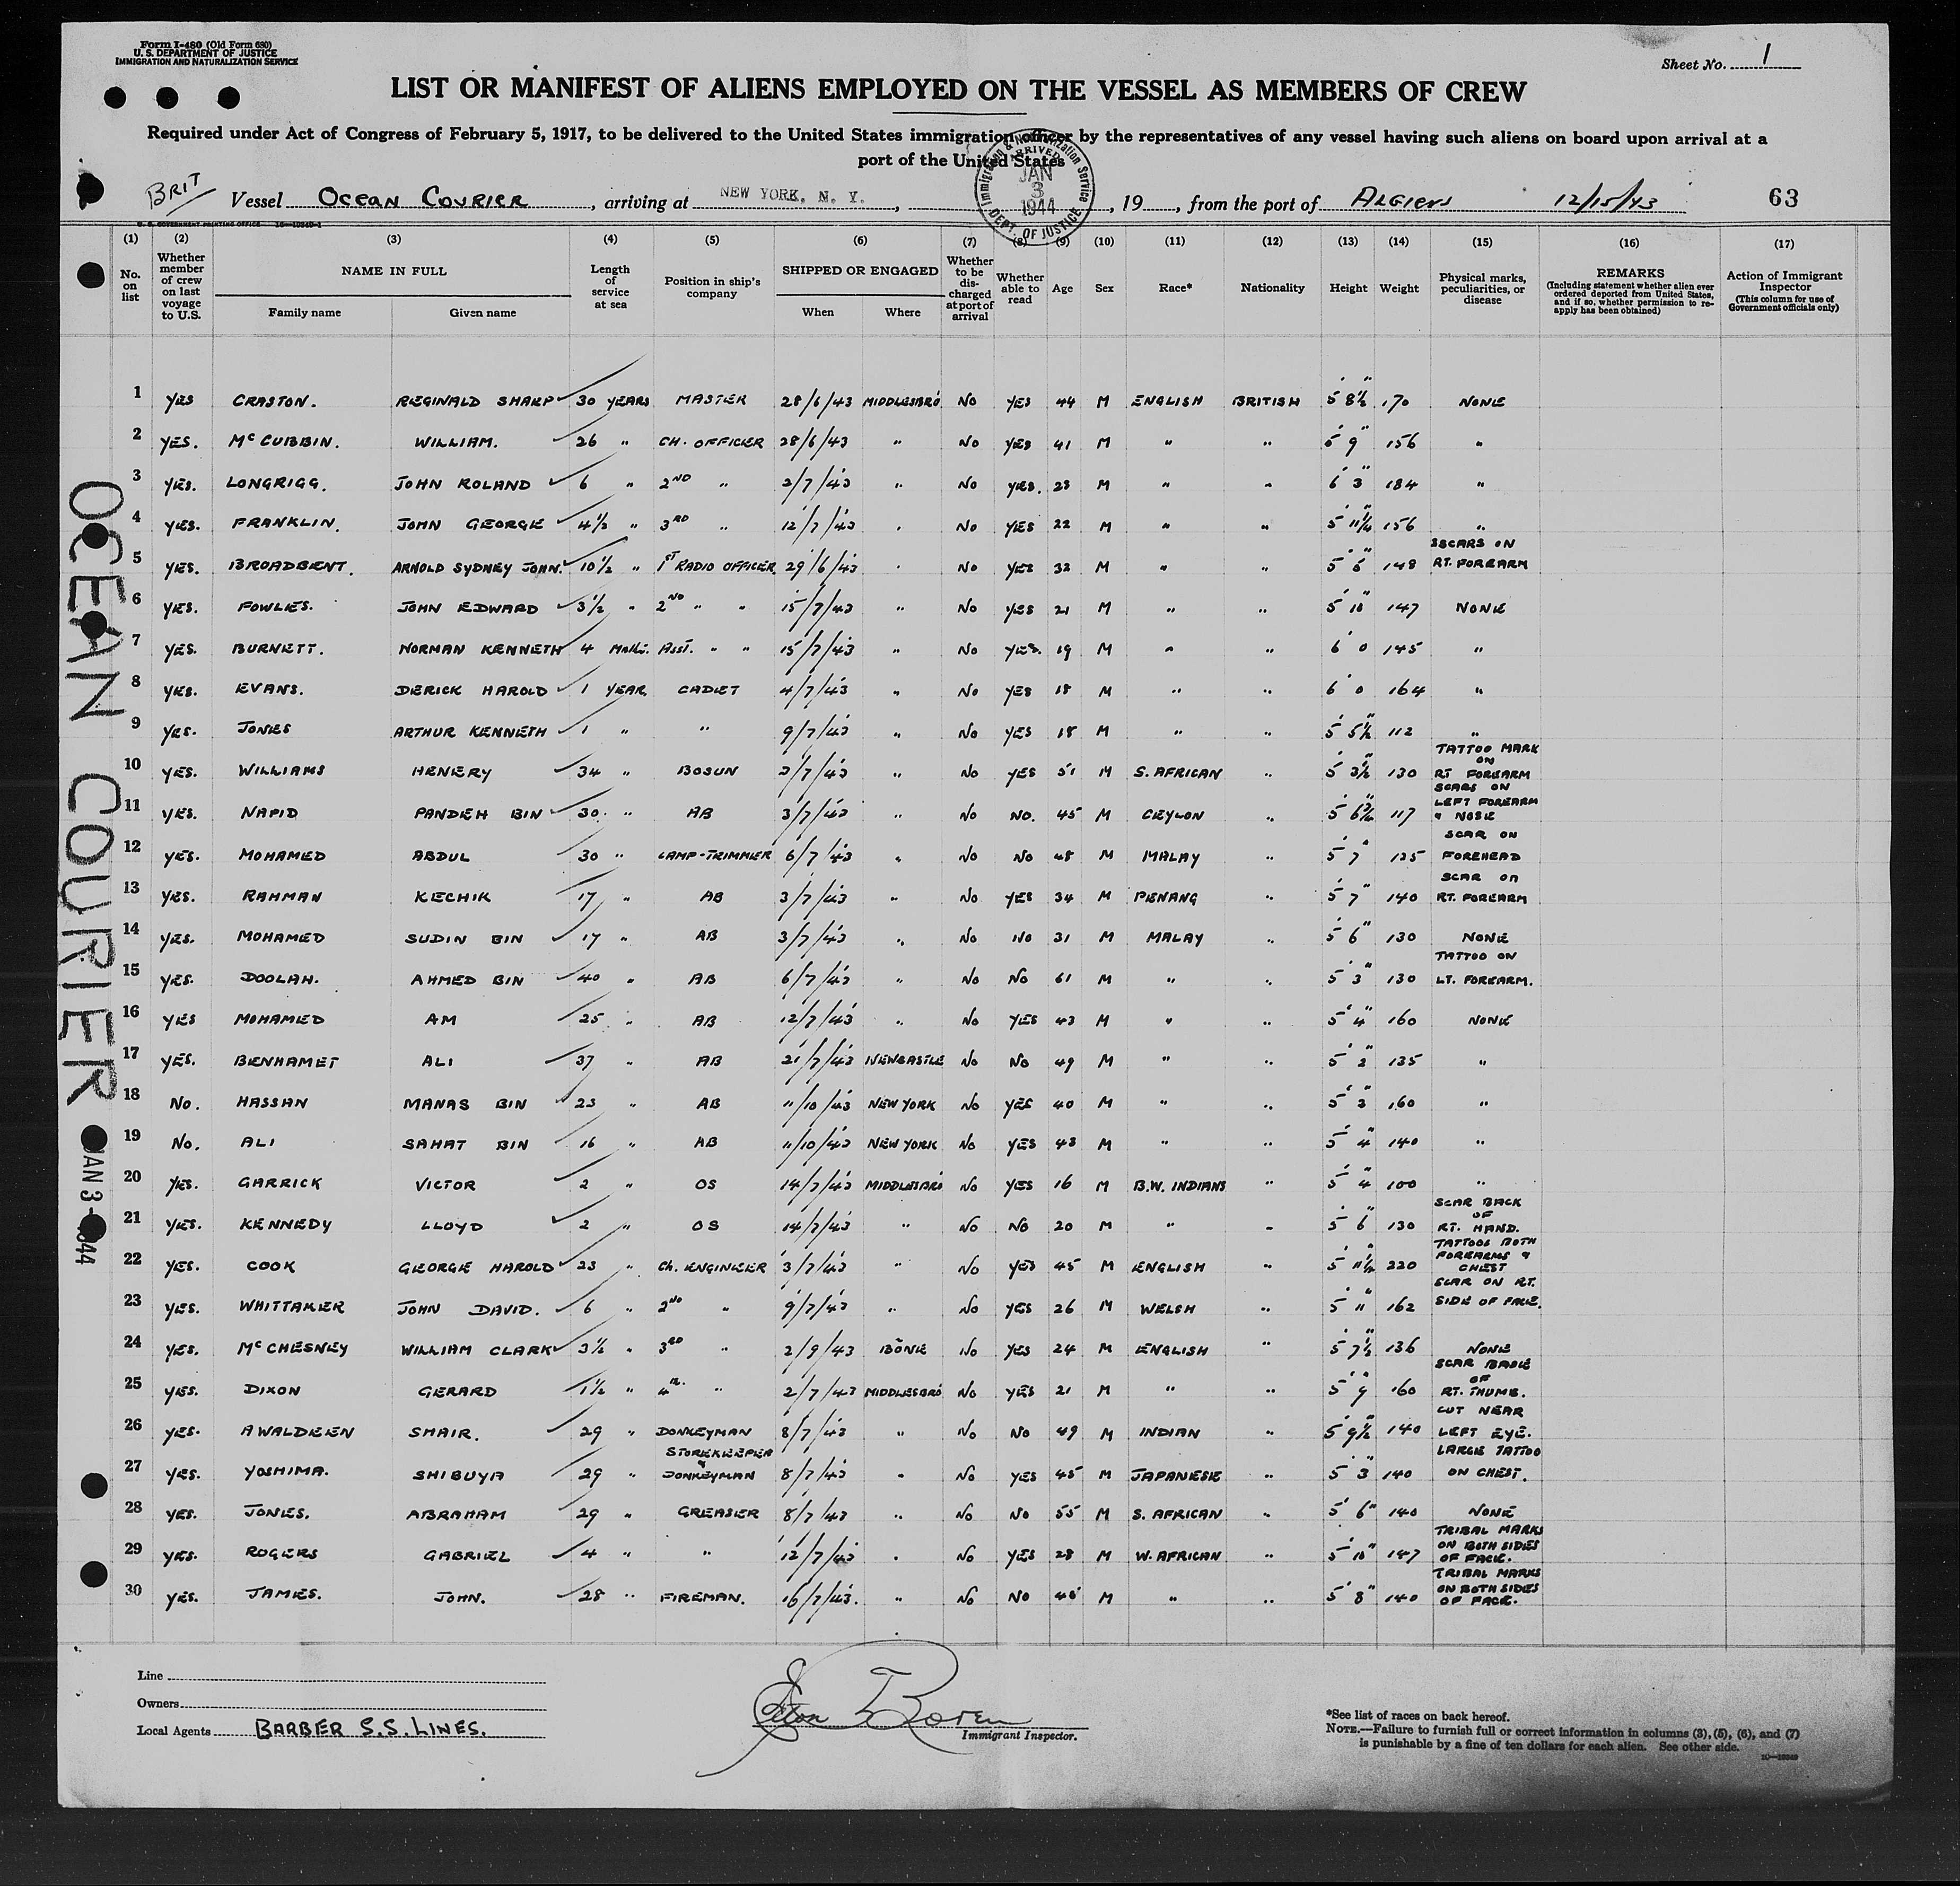 Form I-480 (Old Form 680)
U. S. DEPARTMENT OF JUSTICE
IMMIGRATION AND NATURALIZATION SERVICE
Sheet No. 1
LIST OR MANIFEST OF ALIENS EMPLOYED ON THE VESSEL AS MEMBERS OF CREW
Required under Act of Congress of February 5, 1917, to be delivered to the United States immigration officer by the representatives of any vessel having such aliens on board upon arrival at a
port of the United States
Immigration & Naturalization Service ARRIVED JAN 3 1944 DEPT. OF JUSTICE
BRIT Vessel OCEAN COURIER, arriving at NEW YORK, N. Y., 19, from the port of ALGIERS 12/15/43 63
U. S. GOVERNMENT PRINTING OFFICE
(1) (2) (3) (4) (5) (6) (7) (8) (9) (10) (11) (12) (13) (14) (15) (16) (17)
No. on list | Whether member of crew on last voyage to U.S. | NAME IN FULL Family name Given name | Length of service at sea | Position in ship's company | SHIPPED OR ENGAGED When Where | Whether to be discharged at port of arrival | Whether able to read | Age | Sex | Race* | Nationality | Height | Weight | Physical marks, peculiarities, or disease | REMARKS (Including statement whether alien ever ordered deported from United States, and if so, whether permission to re-apply has been obtained) | Action of Immigrant Inspector (This column for use of Government officials only)
1 YES CRASTON. REGINALD SHARP 30 YEARS MASTER 28/6/43 MIDDLESBRO NO YES 44 M ENGLISH BRITISH 5' 8½" 170 NONE
2 YES. McCUBBIN. WILLIAM. 26 " CH. OFFICIER 28/6/43 " NO YES 41 M " " 5' 9" 156 "
3 YES. LONGRIGG. JOHN ROLAND 6 " 2ND " 2/7/43 " NO YES. 23 M " " 6' 3" 184 "
4 YES. FRANKLIN. JOHN GEORGE 4½ " 3RD " 12/7/43 " NO YES 22 M " " 5' 11¼" 156 "
5 YES. BROADBENT. ARNOLD SYDNEY JOHN. 10½ " 1ST RADIO OFFICER 29/6/43 " NO YES 32 M " " 5' 6" 148 SCARS ON RT. FOREARM
6 YES. FOWLES. JOHN EDWARD 3½ " 2ND " " 15/7/43 " NO YES 21 M " " 5' 10" 147 NONE
7 YES. BURNETT. NORMAN KENNETH 4 Mths. Asst. " " 15/7/43 " NO YES. 19 M " " 6' 0 145 "
8 YES. EVANS. DERICK HAROLD 1 YEAR CADET 4/7/43 " NO YES 18 M " " 6' 0 164 "
9 YES. JONES ARTHUR KENNETH 1 " " 9/7/43 " NO YES 18 M " " 5' 5½" 112 "
10 YES. WILLIAMS HENERY 34 " BOSUN 3/7/43 " NO YES 51 M S. AFRICAN " 5' 3½" 130 TATTOO MARK ON RT FOREARM
11 YES. NAPID PANDEH BIN 30. " AB 3/7/43 " NO NO. 45 M CEYLON " 5' 6¾" 117 SCARS ON LEFT FOREARM & NOSE
12 YES. MOHAMED ABDUL 30 " LAMP-TRIMMER 6/7/43 " NO NO 48 M MALAY " 5' 7" 125 SCAR ON FOREHEAD
13 YES. RAHMAN KECHIK 17 " AB 3/7/43 " NO YES 34 M PENANG " 5' 7" 140 SCAR ON RT. FOREARM
14 YES. MOHAMED SUDIN BIN 17 " AB 3/7/43 " NO NO 31 M MALAY " 5' 6" 130 NONE
15 YES. DOOLAH. AHMED BIN 40 " AB 6/7/43 " NO NO 61 M " " 5' 3" 130 TATTOO ON LT. FOREARM.
16 YES MOHAMED AM 25 " AB 12/7/43 " NO YES 43 M " " 5' 4" 160 NONE
17 YES. BENHAMET ALI 37 " AB 21/7/43 NEWCASTLE NO NO 49 M " " 5' 2" 135 "
18 No. HASSAN MANAS BIN 23 " AB 11/10/43 NEW YORK NO YES 40 M " " 5' 3" 160 "
19 No. ALI SAHAT BIN 16 " AB 11/10/43 NEW YORK NO YES 43 M " " 5' 4" 140 "
20 YES. GARRICK VICTOR 2 " OS 14/7/43 MIDDLESBRO NO YES 16 M B.W. INDIANS " 5' 4" 100 "
21 YES. KENNEDY LLOYD 2 " OS 14/7/43 " NO NO 20 M " " 5' 6" 130 SCAR BACK OF RT. HAND.
22 YES. COOK GEORGE HAROLD 23 " Ch. ENGINEER 3/7/43 " NO YES 45 M ENGLISH " 5' 11½" 220 TATTOOS BOTH FOREARMS & CHEST
23 YES. WHITTAKER JOHN DAVID. 6 " 2ND " 9/7/43 " NO YES 26 M WELSH " 5' 11" 162 SCAR ON RT. SIDE OF FACE.
24 YES. McCHESNEY WILLIAM CLARK 3½ " 3RD " 2/9/43 BÔNE NO YES 24 M ENGLISH " 5' 7½" 136 NONE
25 YES. DIXON GERARD 1½ " 4TH. " 2/7/43 MIDDLESBRO NO YES 21 M " " 5' 9" 160 SCAR BASE OF RT. THUMB.
26 YES. AWALDEEN SMAIR. 29 " DONKEYMAN 8/7/43 " NO NO 49 M INDIAN " 5' 9½" 140 CUT NEAR LEFT EYE.
27 YES. YOSHIMA. SHIBUYA 29 " STOREKEEPER & DONKEYMAN 8/7/43 " NO YES 45 M JAPANESE " 5' 3" 140 LARGE TATTOO ON CHEST.
28 YES. JONES. ABRAHAM 29 " GREASER 8/7/43 " NO NO 55 M S. AFRICAN " 5' 6" 140 NONE
29 YES. ROGERS GABRIEL 4 " " 12/7/43 " NO YES 28 M W. AFRICAN " 5' 10" 147 TRIBAL MARKS ON BOTH SIDES OF FACE.
30 YES. JAMES. JOHN. 28 " FIREMAN. 16/7/43. " NO NO 45 M " " 5' 8" 140 TRIBAL MARKS ON BOTH SIDES OF FACE.
OCEAN COURIER
JAN 3 - 1944
Line
Owners
Local Agents BARBER S.S. LINES.
Immigrant Inspector.
*See list of races on back hereof.
NOTE.—Failure to furnish full or correct information in columns (3), (5), (6), and (7)
is punishable by a fine of ten dollars for each alien. See other side.